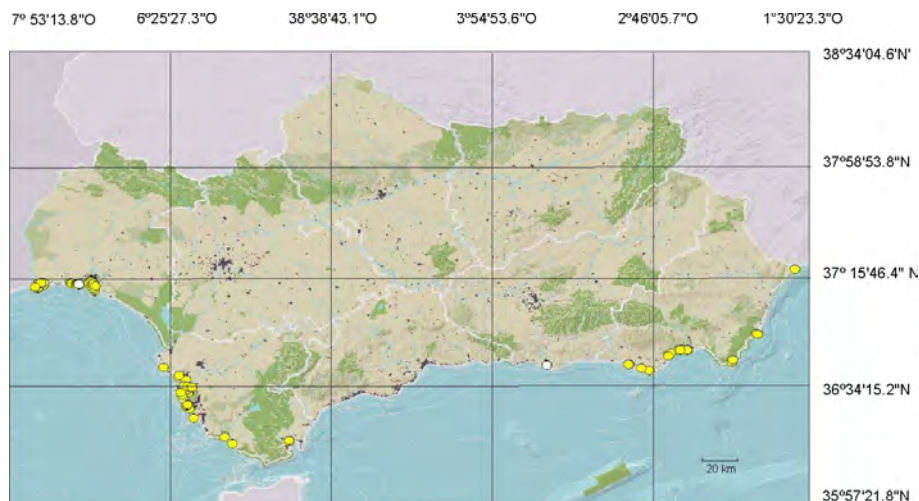 7º 53'13.8"O 6º25'27.3"O 38º38'43.1"O 3º54'53.6"O 2º46'05.7"O 1º30'23.3"O
38º34'04.6'N'
37º58'53.8"N
37º 15'46.4" N
36º34'15.2"N
20 km
35º57'21.8"N